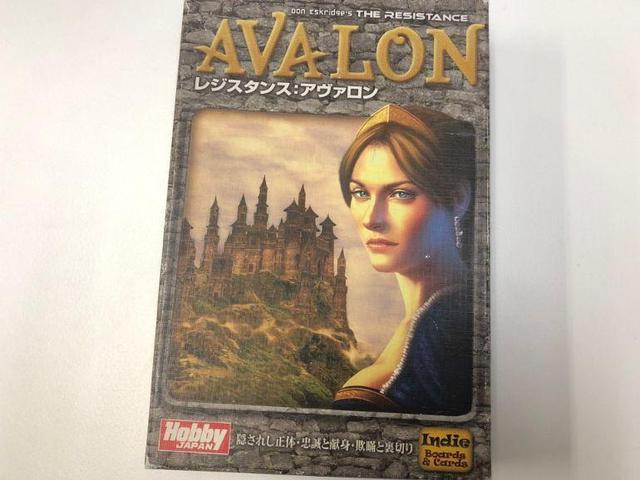 DON ESKRIDGE'S THE RESISTANCE
AVALON
レジスタンス:アヴァロン
Hobby
JAPAN
隠されし正体・忠誠と献身・欺瞞と裏切り
Indie
Boards
& Cards